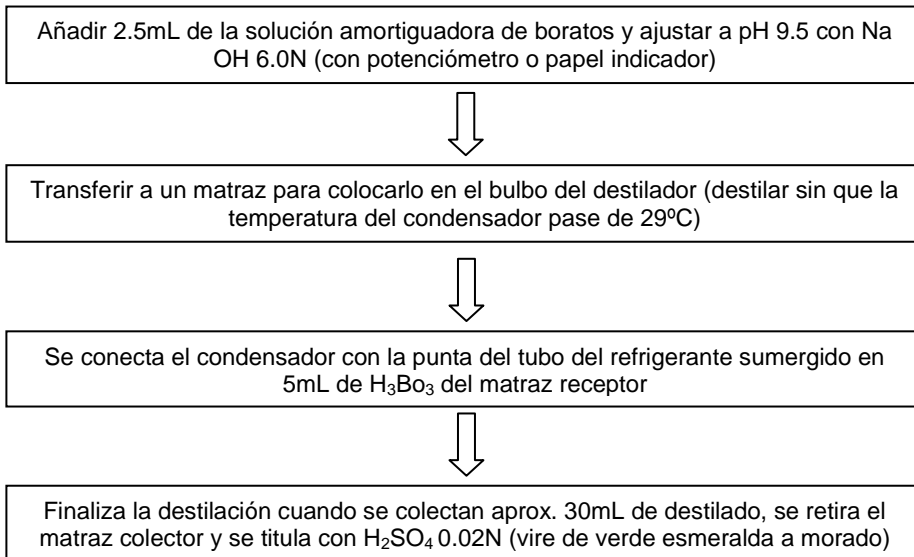 Añadir 2.5mL de la solución amortiguadora de boratos y ajustar a pH 9.5 con Na
OH 6.0N (con potenciómetro o papel indicador)
Transferir a un matraz para colocarlo en el bulbo del destilador (destilar sin que la
temperatura del condensador pase de 29ºC)
Se conecta el condensador con la punta del tubo del refrigerante sumergido en
5mL de H₃Bo₃ del matraz receptor
Finaliza la destilación cuando se colectan aprox. 30mL de destilado, se retira el
matraz colector y se titula con H₂SO₄ 0.02N (vire de verde esmeralda a morado)